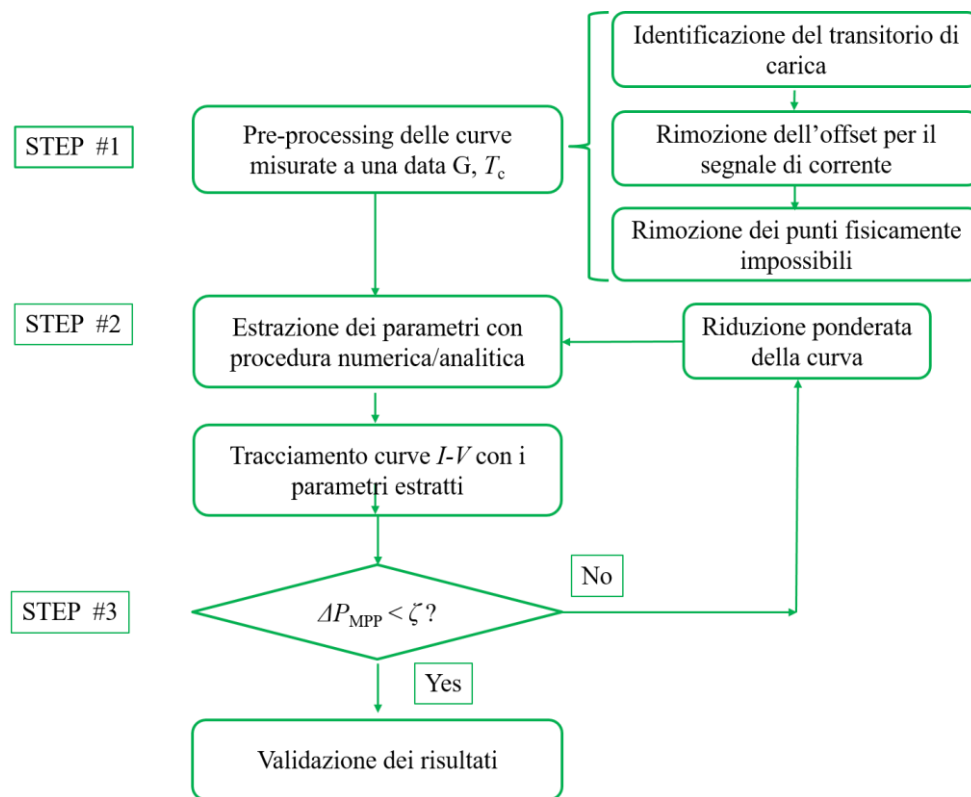 Identificazione del transitorio di
carica
STEP #1
Pre-processing delle curve
misurate a una data G, Tc
Rimozione dell'offset per il
segnale di corrente
Rimozione dei punti fisicamente
impossibili
STEP #2
Estrazione dei parametri con
procedura numerica/analitica
Riduzione ponderata
della curva
Tracciamento curve I-V con i
parametri estratti
No
STEP #3
ΔPMPP < ζ ?
Yes
Validazione dei risultati